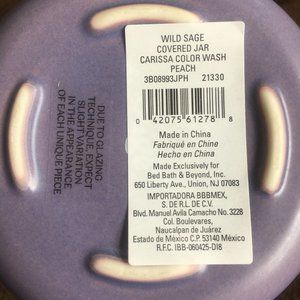 WILD SAGE
COVERED JAR
CARISSA COLOR WASH
PEACH
3B08993JPH 21330
0 42075 61278 8
Made in China
Fabriqué en Chine
Hecho en China
Made Exclusively for
Bed Bath & Beyond, Inc.
650 Liberty Ave., Union, NJ 07083
IMPORTADORA BBBMEX,
S. DE R.L. DE C.V.
Blvd. Manuel Avila Camacho No. 3228
Col. Boulevares,
Naucalpan de Juárez
Estado de México C.P. 53140 México
R.F.C. IBB-060425-DI8
DUE TO GLAZING
TECHNIQUE, EXPECT
SLIGHT VARIATION
IN THE APPEARANCE
OF EACH UNIQUE PIECE.